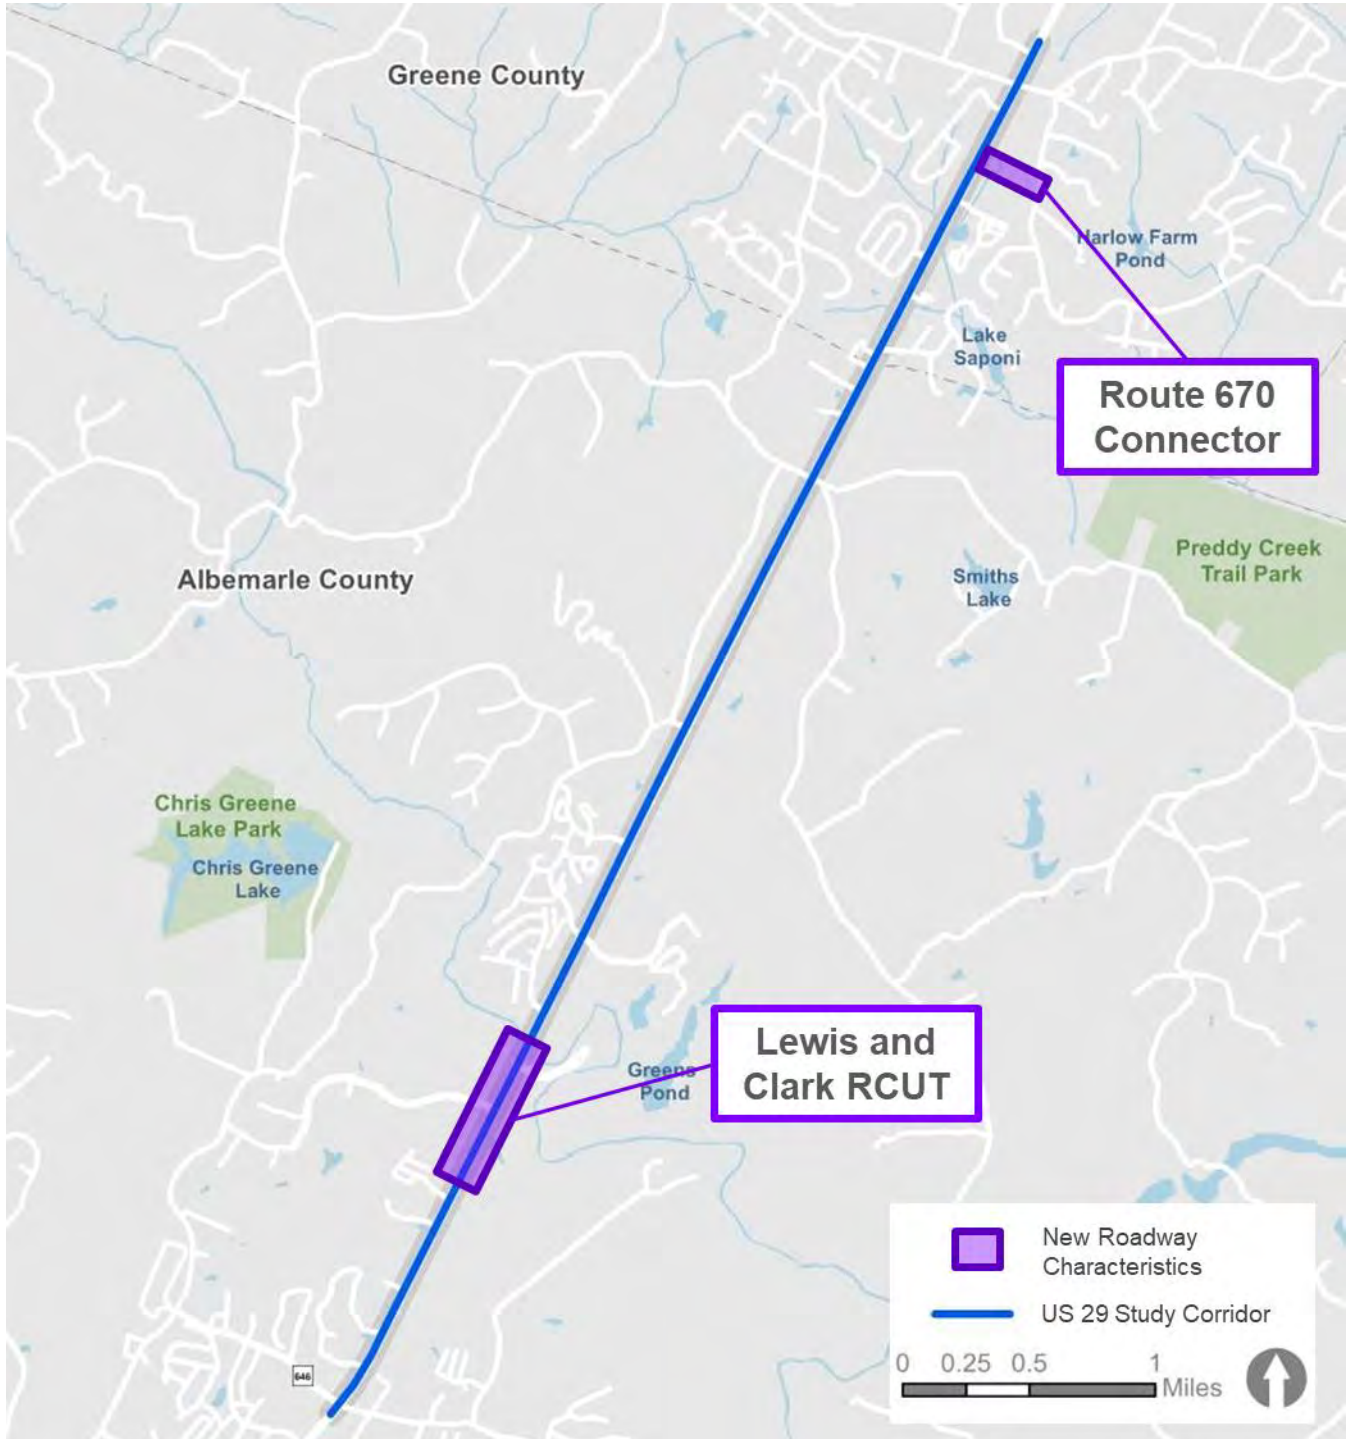 Greene County
Harlow Farm
Pond
Lake
Saponi
Route 670
Connector
Preddy Creek
Trail Park
Smiths
Lake
Albemarle County
Chris Greene
Lake Park
Chris Greene
Lake
Lewis and
Clark RCUT
Greens
Pond
646
New Roadway
Characteristics
US 29 Study Corridor
0 0.25 0.5 1
Miles